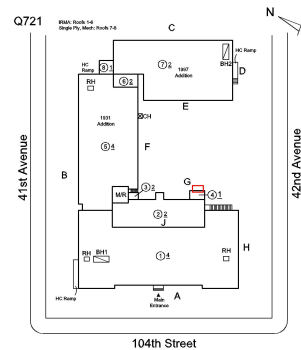 Q721
IRMA: Roofs 1-6
Single Ply, Mech: Roofs 7-8
N
C
HC
Ramp
8 1
6 2
7 2
1997
Addition
BH2
HC Ramp
D
E
RH
1931
Addition
CH
5 4
F
41st Avenue
42nd Avenue
B
G
M/R
3 2
4 1
2 2
J
H
RH
BH1
1 4
RH
HC Ramp
A
Main
Entrance
104th Street